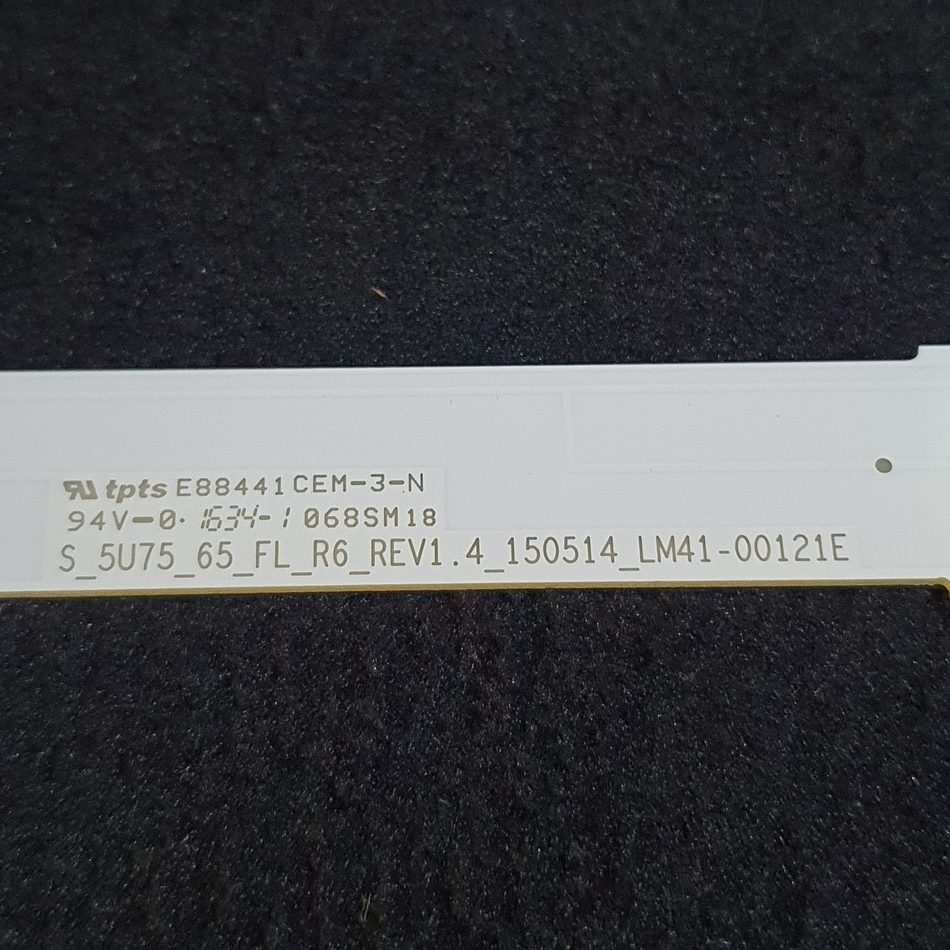 tpts E88441 CEM-3-N
94V-0. 1634-1 068SM18
S_5U75_65_FL_R6_REV1.4_150514_LM41-00121E